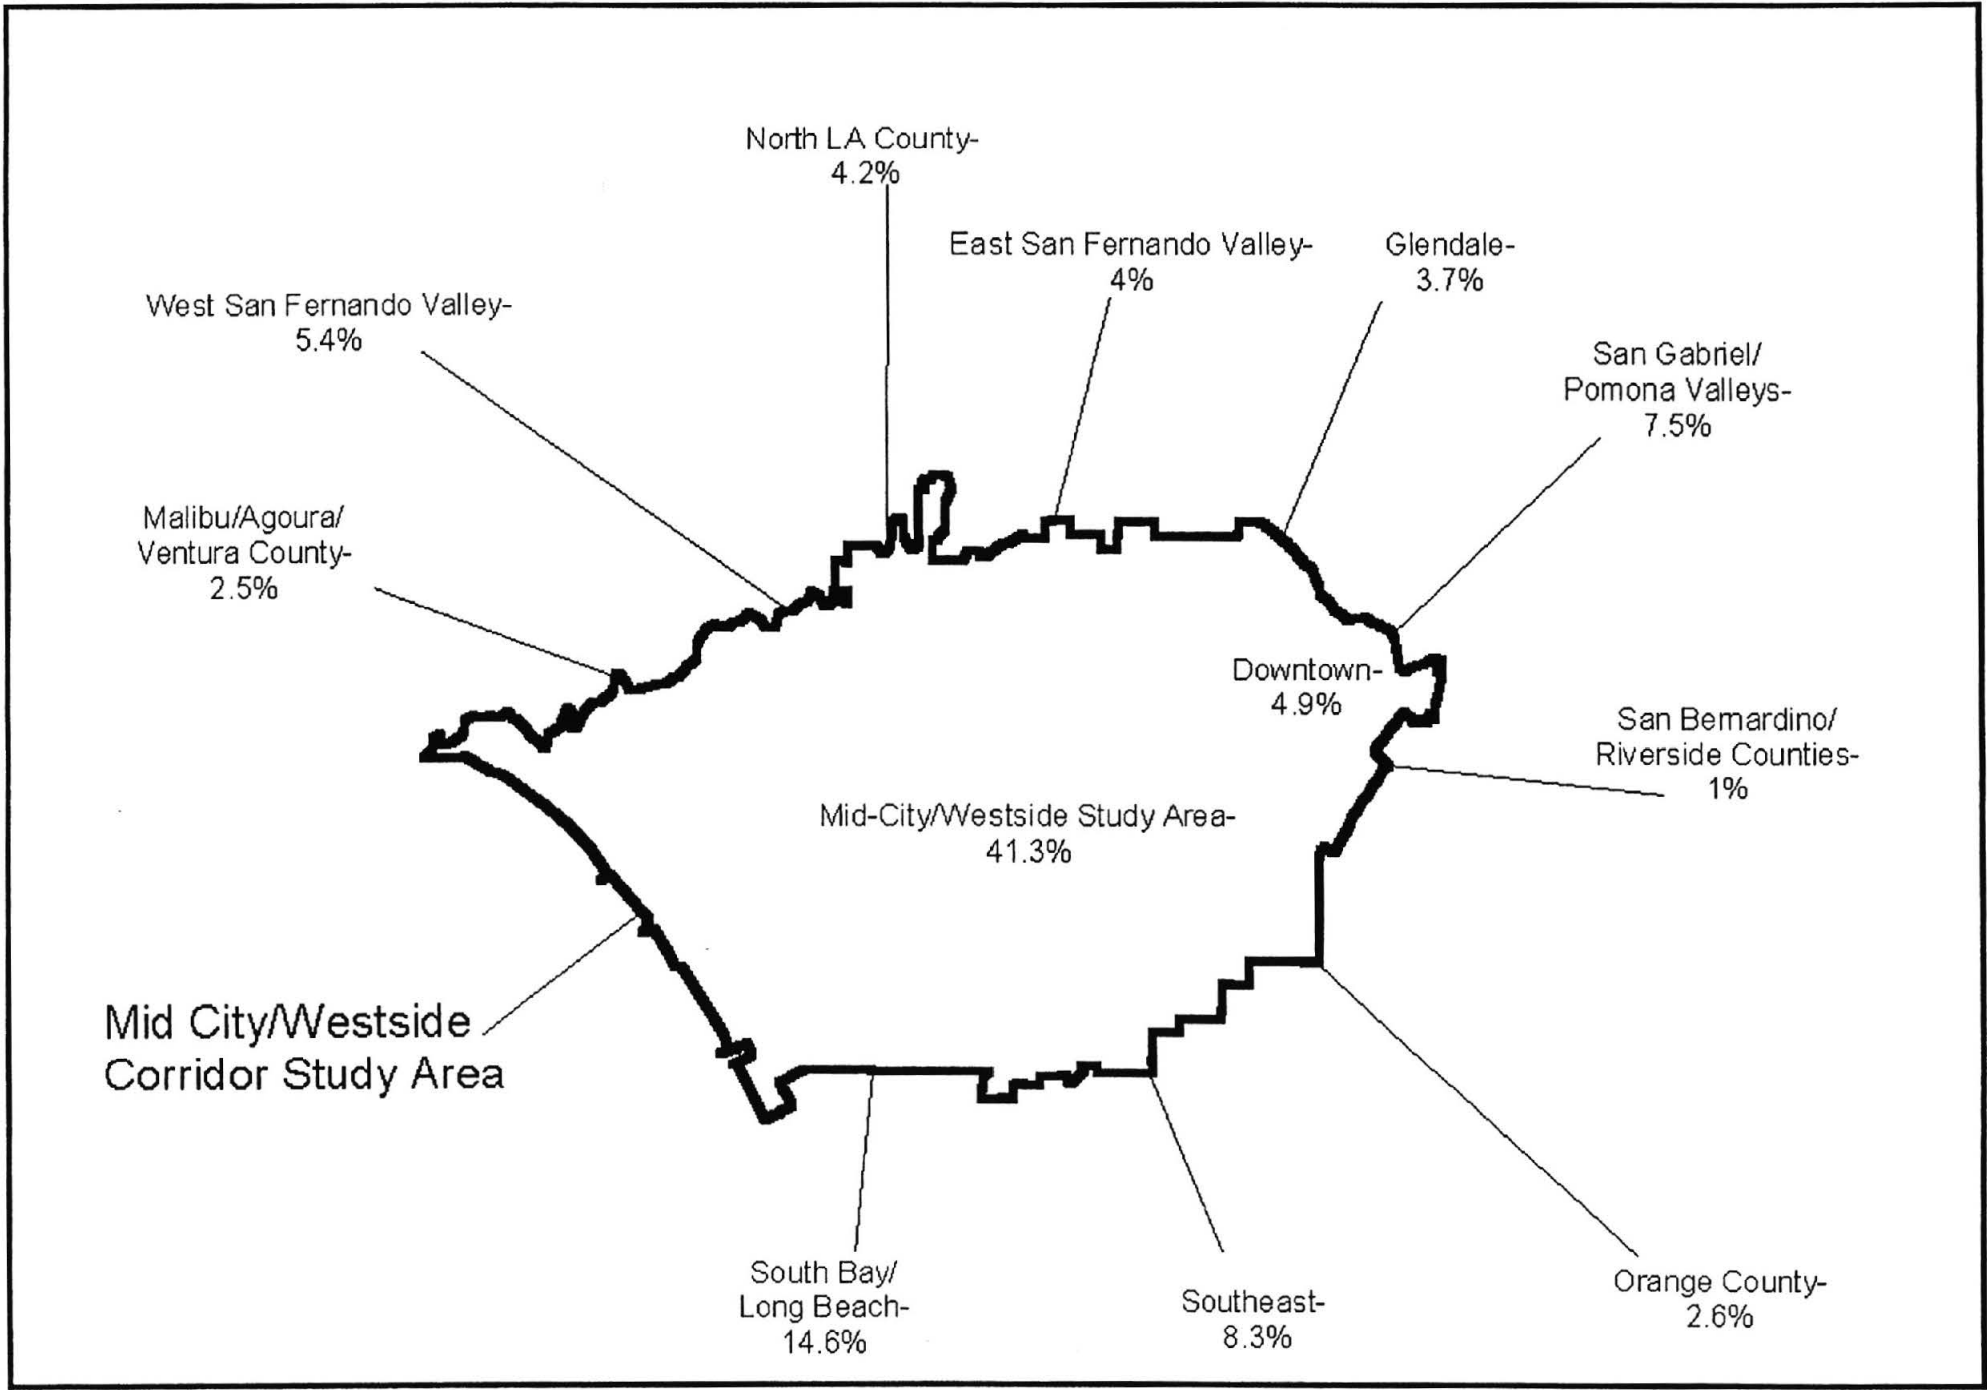 North LA County-
4.2%
East San Fernando Valley-
4%
Glendale-
3.7%
West San Fernando Valley-
5.4%
San Gabriel/
Pomona Valleys-
7.5%
Malibu/Agoura/
Ventura County-
2.5%
Downtown-
4.9%
San Bernardino/
Riverside Counties-
1%
Mid-City/Westside Study Area-
41.3%
Mid City/Westside
Corridor Study Area
South Bay/
Long Beach-
14.6%
Southeast-
8.3%
Orange County-
2.6%